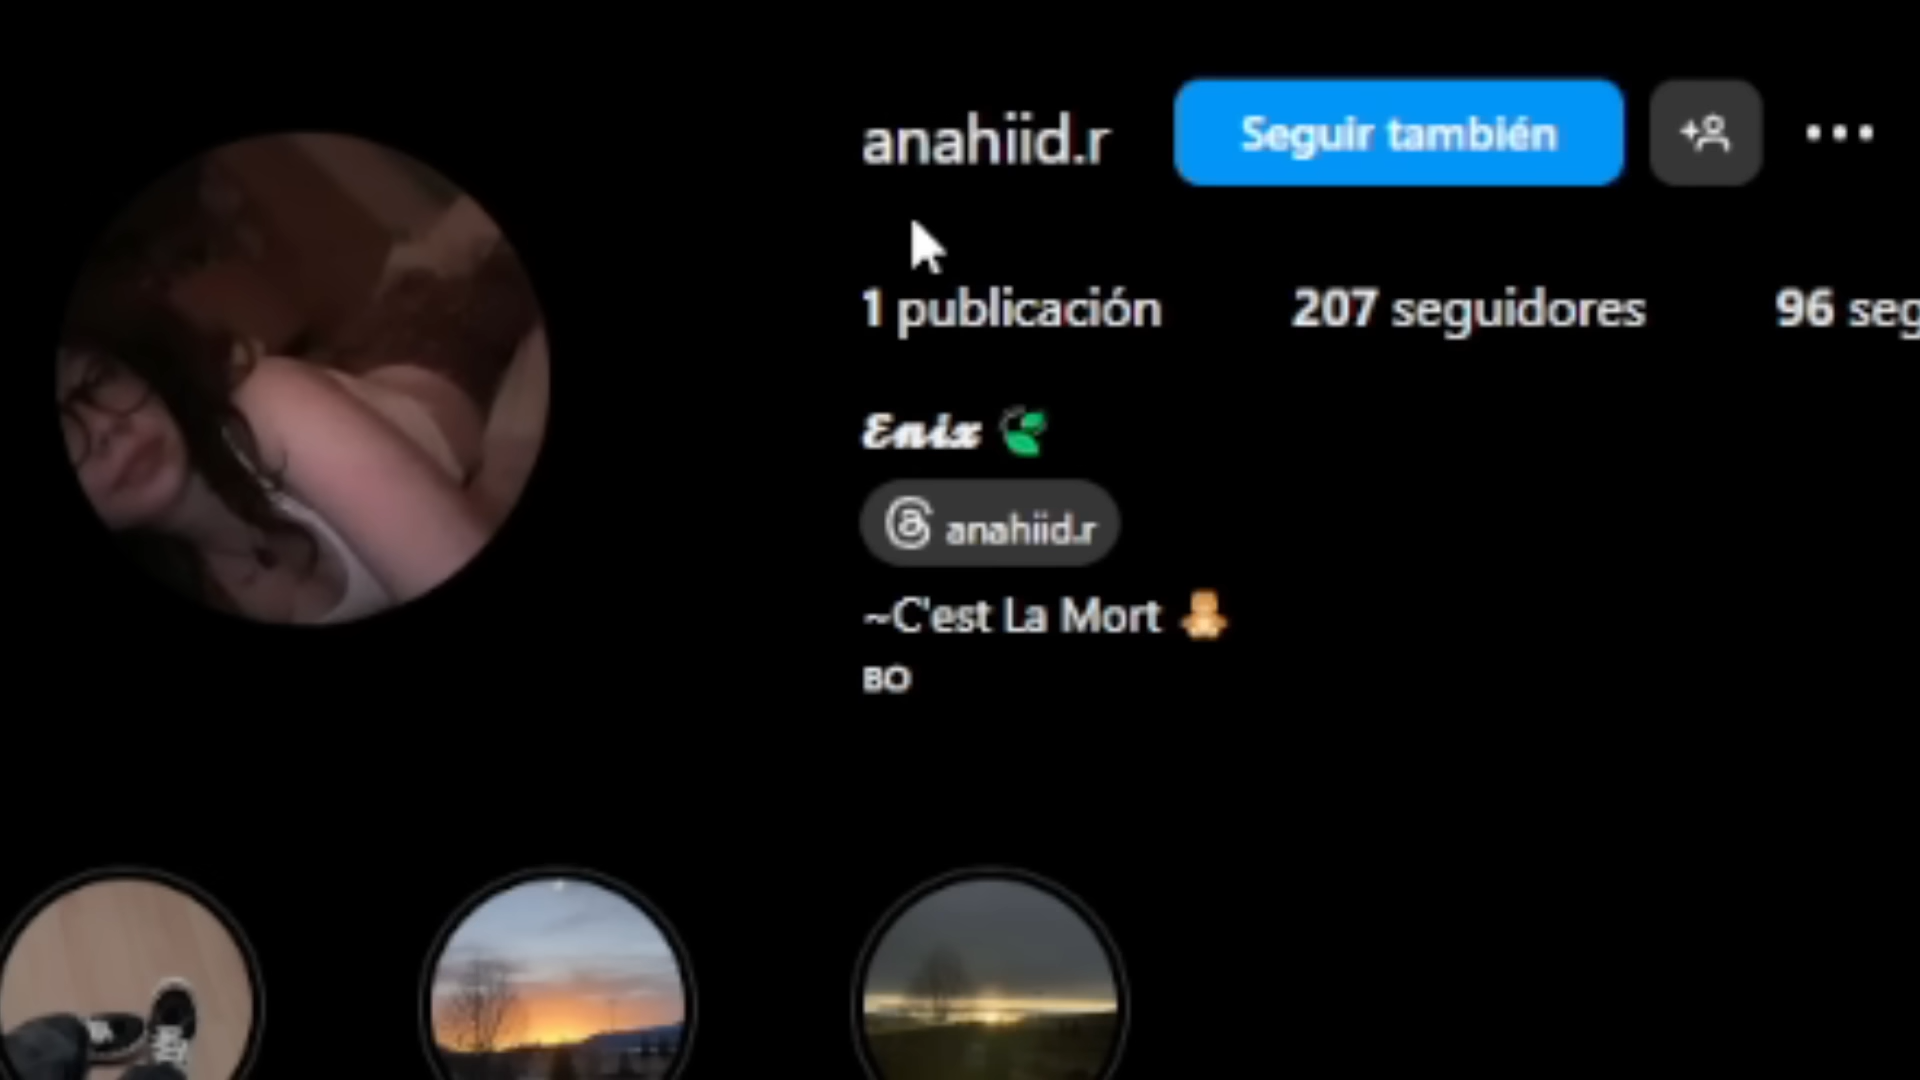 anahiid.r Seguir también
1 publicación 207 seguidores 96 seg
Enix
anahiid.r
~C'est La Mort
BO